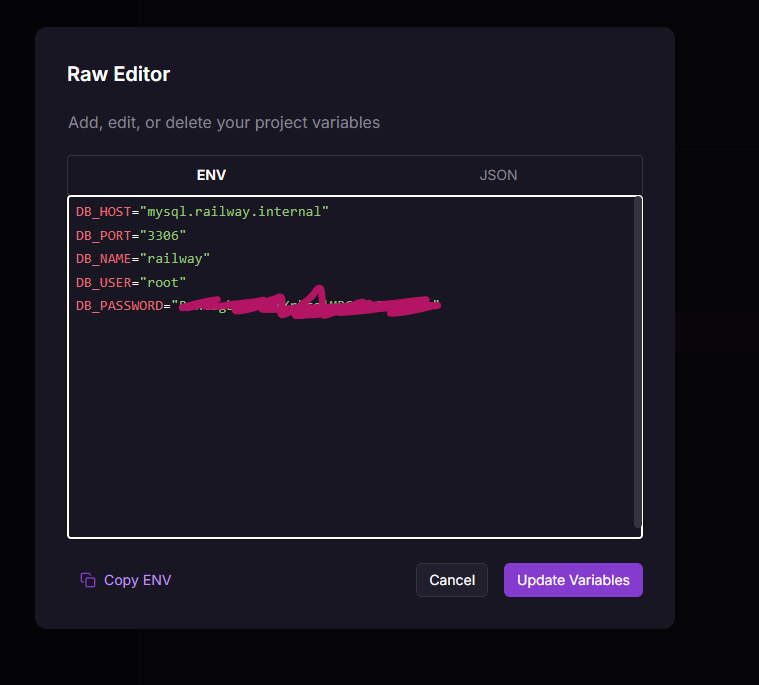 Raw Editor
Add, edit, or delete your project variables
ENV
JSON
DB_HOST="mysql.railway.internal"
DB_PORT="3306"
DB_NAME="railway"
DB_USER="root"
DB_PASSWORD="
Copy ENV
Cancel
Update Variables